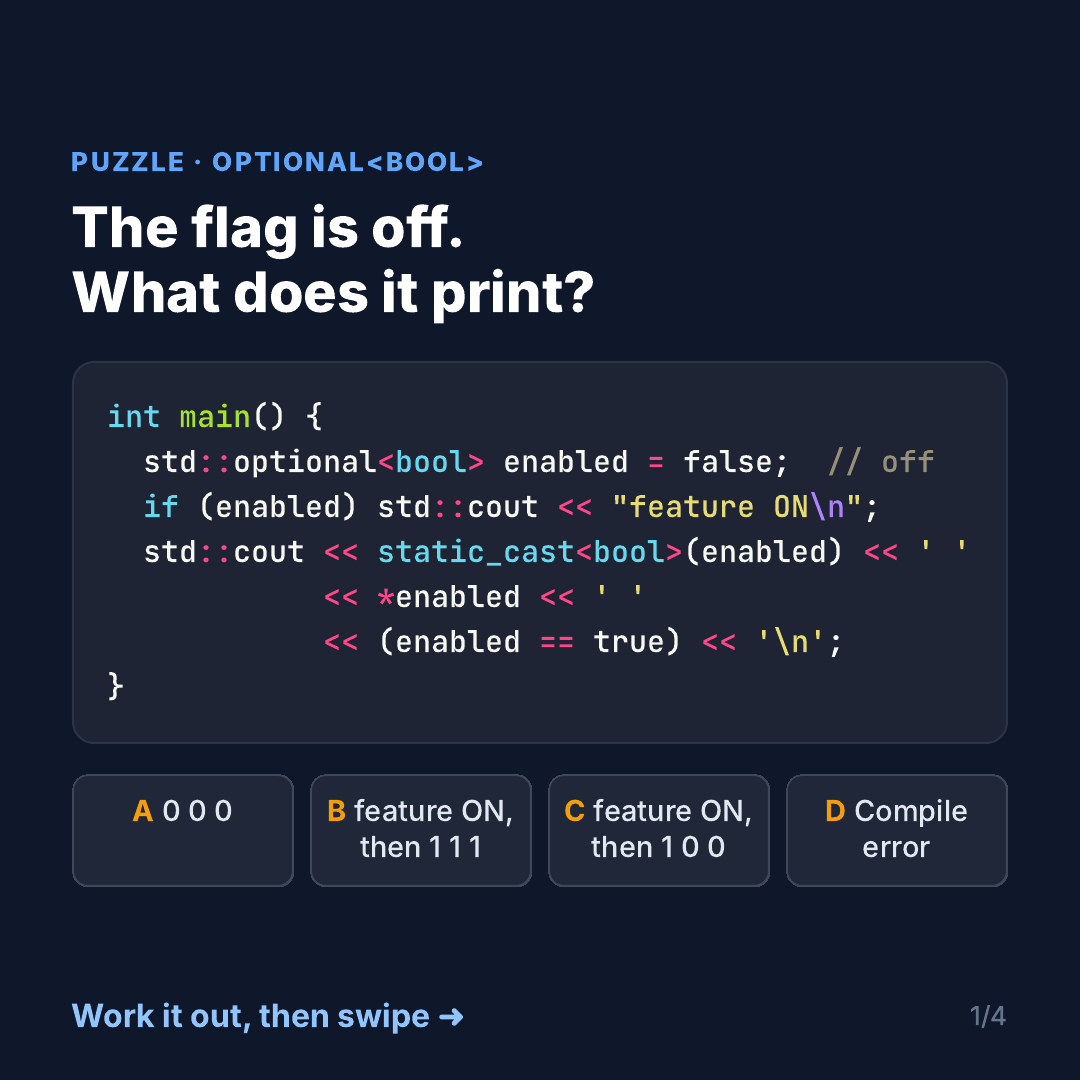 PUZZLE · OPTIONAL<BOOL>
The flag is off.
What does it print?
int main() {
  std::optional<bool> enabled = false;  // off
  if (enabled) std::cout << "feature ON\n";
  std::cout << static_cast<bool>(enabled) << ' '
            << *enabled << ' '
            << (enabled == true) << '\n';
}
A 0 0 0
B feature ON,
then 1 1 1
C feature ON,
then 1 0 0
D Compile
error
Work it out, then swipe ➜
1/4